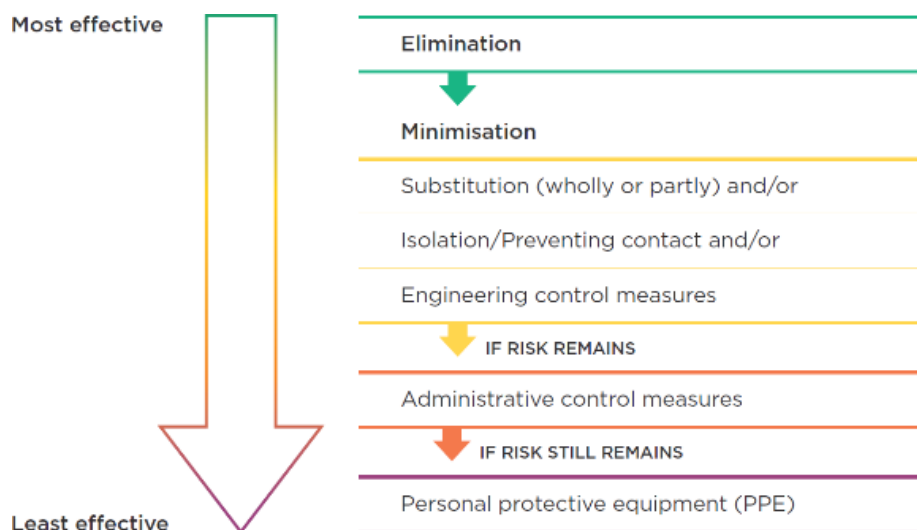 Most effective
Elimination
Minimisation
Substitution (wholly or partly) and/or
Isolation/Preventing contact and/or
Engineering control measures
IF RISK REMAINS
Administrative control measures
IF RISK STILL REMAINS
Personal protective equipment (PPE)
Least effective